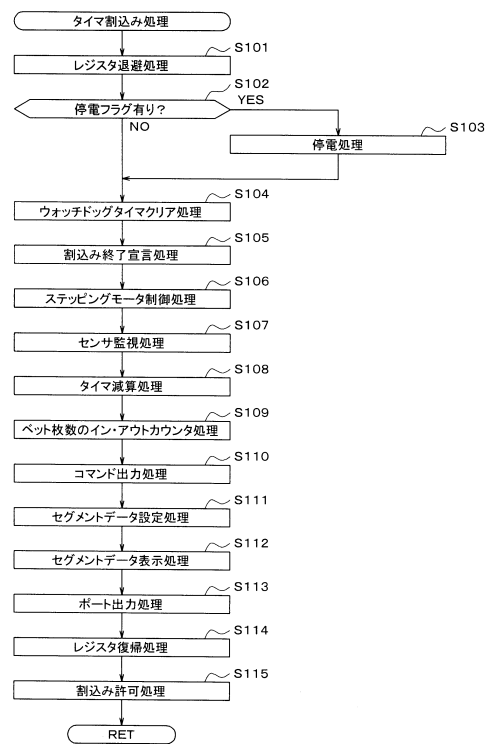 タイマ割込み処理
S101
レジスタ退避処理
S102
停電フラグ有り？
YES
NO
S103
停電処理
S104
ウォッチドッグタイマクリア処理
S105
割込み終了宣言処理
S106
ステッピングモータ制御処理
S107
センサ監視処理
S108
タイマ減算処理
S109
ベット枚数のイン・アウトカウンタ処理
S110
コマンド出力処理
S111
セグメントデータ設定処理
S112
セグメントデータ表示処理
S113
ポート出力処理
S114
レジスタ復帰処理
S115
割込み許可処理
RET